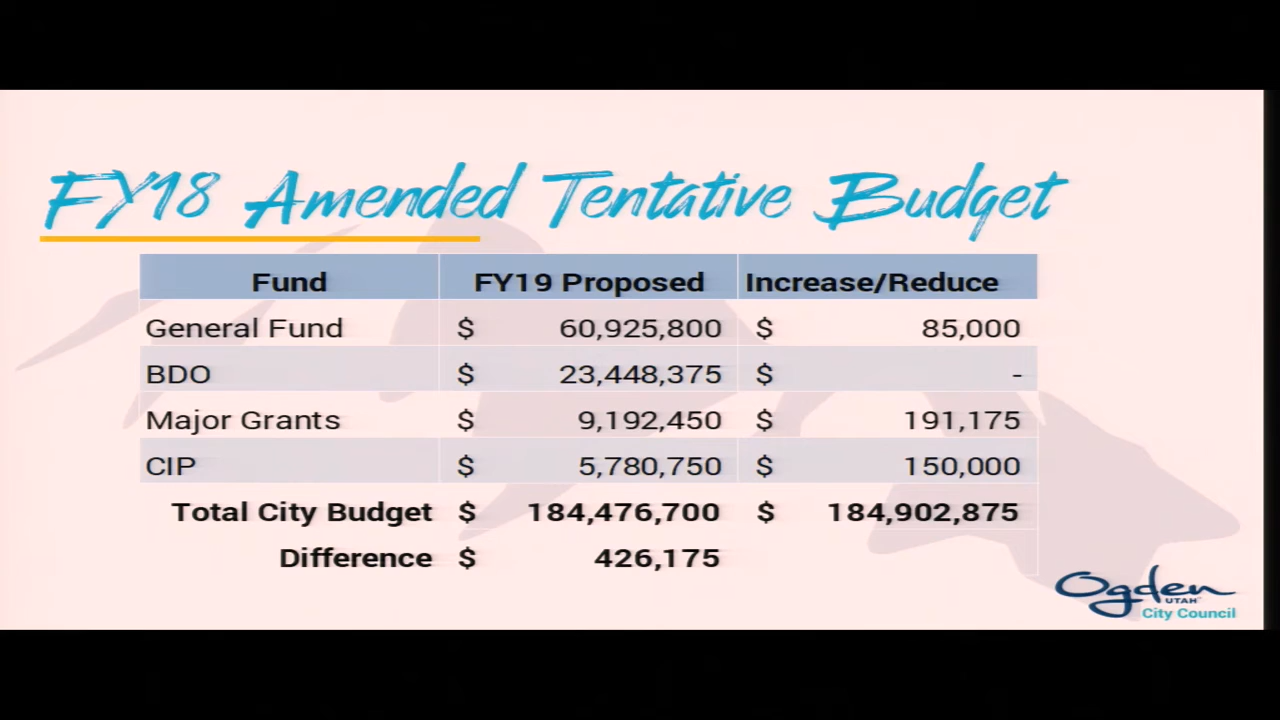 FY18 Amended Tentative Budget
Fund FY19 Proposed Increase/Reduce
General Fund $ 60,925,800 $ 85,000
BDO $ 23,448,375 $ -
Major Grants $ 9,192,450 $ 191,175
CIP $ 5,780,750 $ 150,000
Total City Budget $ 184,476,700 $ 184,902,875
Difference $ 426,175
Ogden
UTAH
City Council